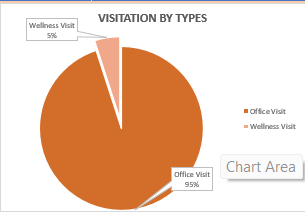 VISITATION BY TYPES
Wellness Visit
5%
Office Visit
Wellness Visit
Office Visit
95%
Chart Area